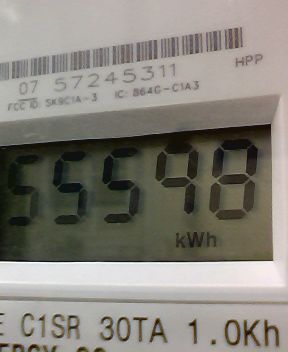 HPP
07 57245311
FCC ID: SK9C1A-3 IC: 864G-C1A3
55598
kWh
C1SR 30TA 1.0Kh